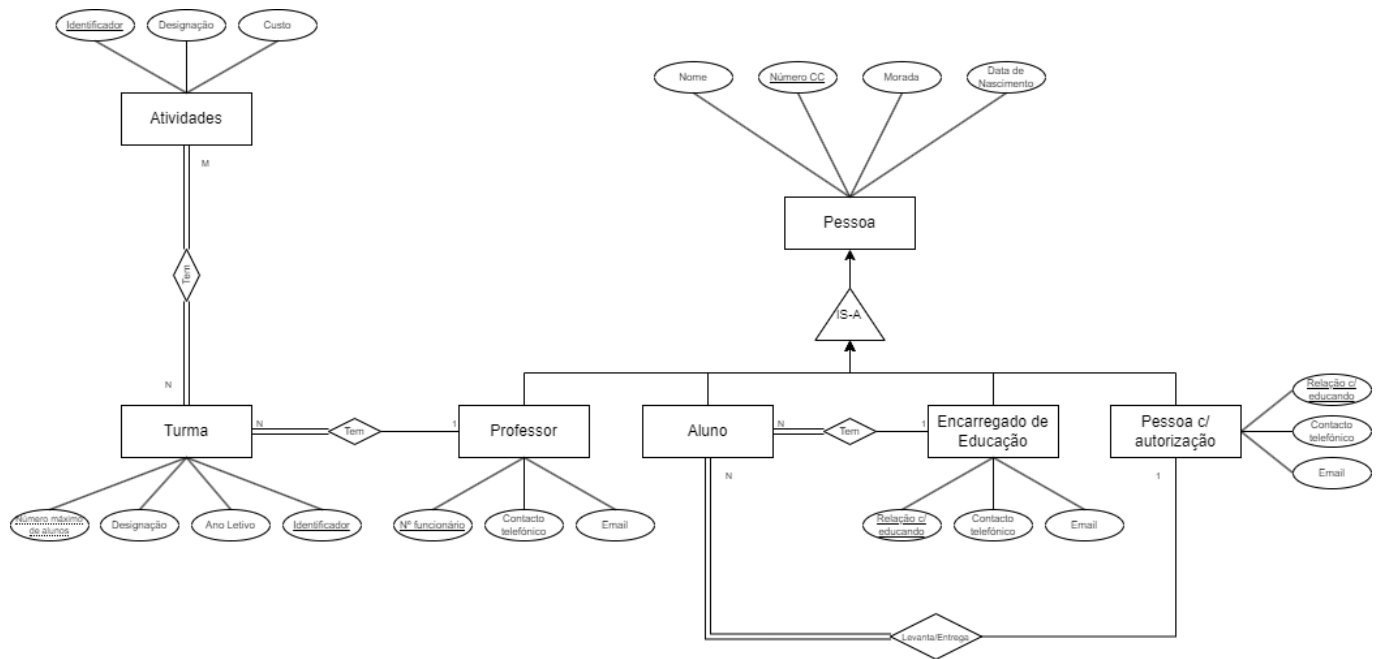 Identificador
Designação
Custo
Atividades
M
Tem
N
Nome
Número CC
Morada
Data de
Nascimento
Pessoa
IS-A
Turma
N
Tem
1
Professor
Aluno
N
Tem
1
Encarregado de
Educação
Pessoa c/
autorização
Relação c/
educando
Contacto
telefónico
Email
N
1
Número máximo
de alunos
Designação
Ano Letivo
Identificador
Nº funcionário
Contacto
telefónico
Email
Relação c/
educando
Contacto
telefónico
Email
Levanta/Entrega